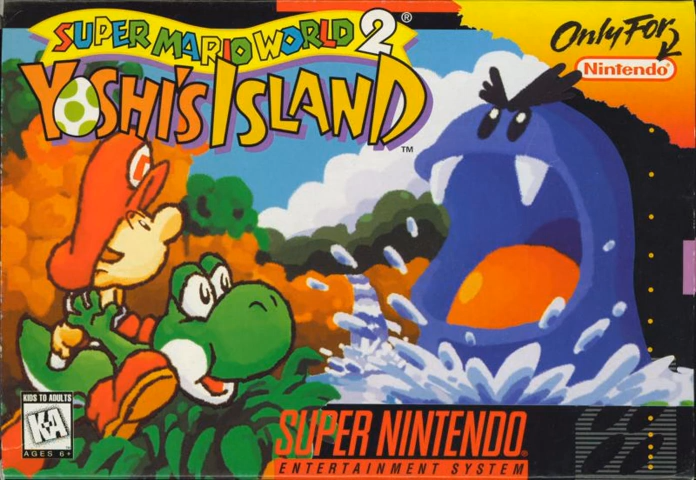 SUPER MARIO WORLD 2®
YOSHI'S ISLAND
TM
Only For
Nintendo®
KIDS TO ADULTS
KA
AGES 6+
SUPER NINTENDO®
ENTERTAINMENT SYSTEM